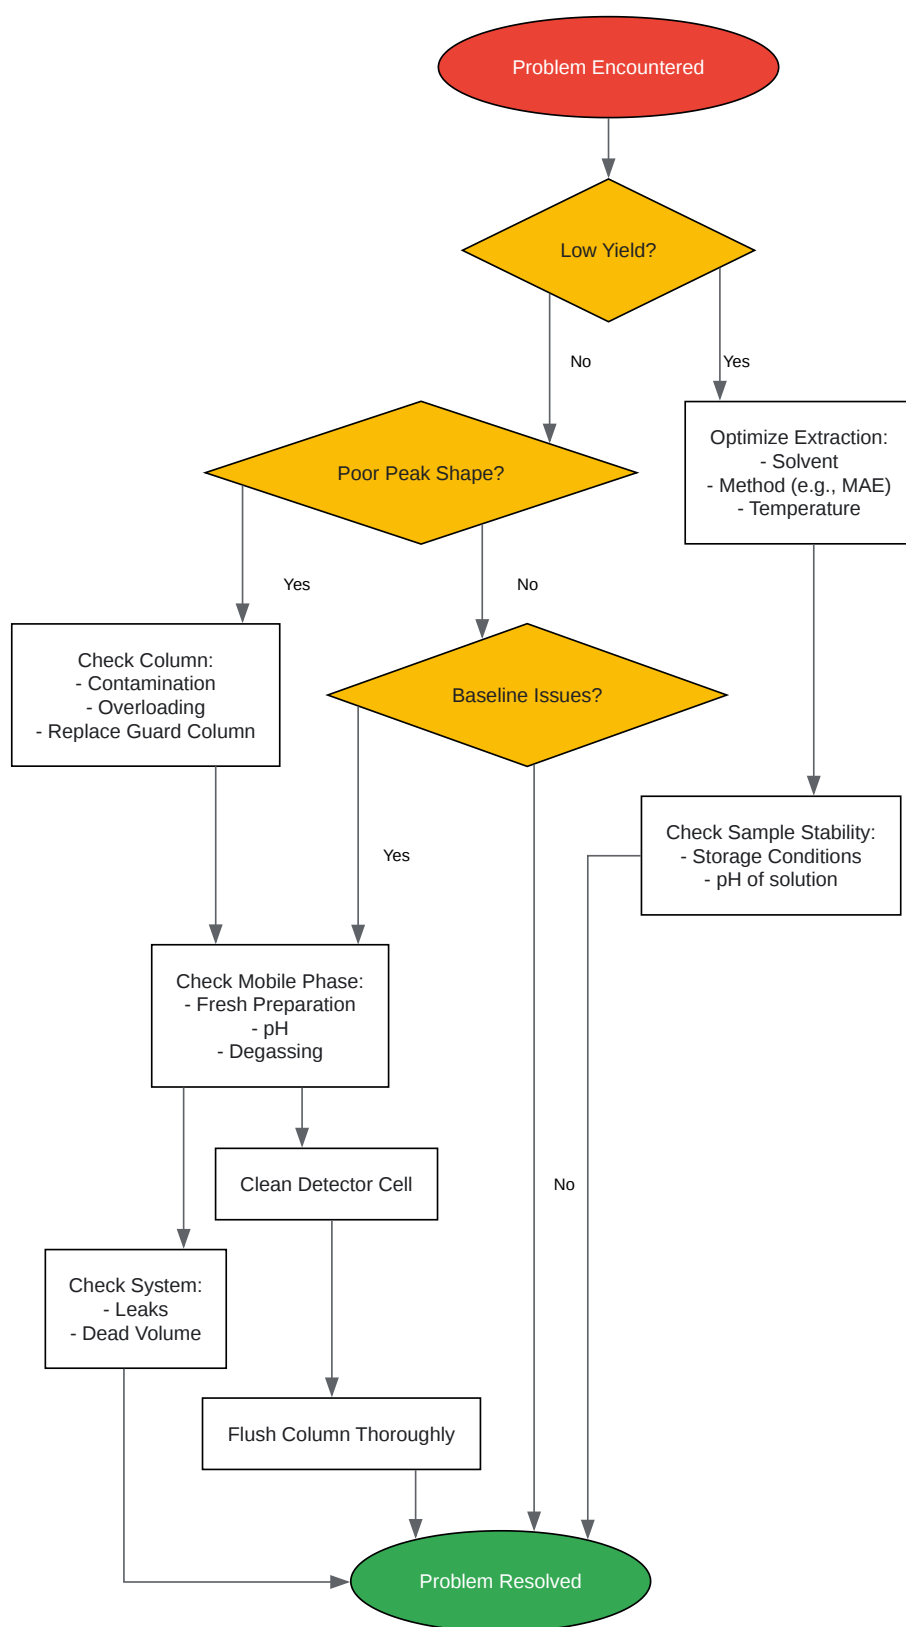 Problem Encountered
Low Yield?
No
Yes
Poor Peak Shape?
Optimize Extraction:
- Solvent
- Method (e.g., MAE)
- Temperature
Yes
No
Check Column:
- Contamination
- Overloading
- Replace Guard Column
Baseline Issues?
Check Sample Stability:
- Storage Conditions
- pH of solution
Yes
Check Mobile Phase:
- Fresh Preparation
- pH
- Degassing
Clean Detector Cell
No
Check System:
- Leaks
- Dead Volume
Flush Column Thoroughly
Problem Resolved